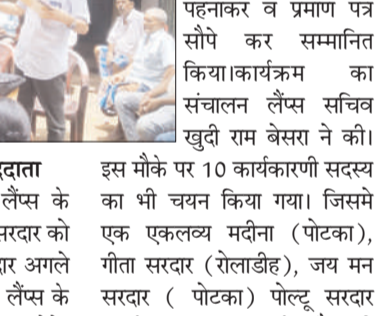 पहनाकर व प्रमाण पत्र
सौपे कर सम्मानित
किया।कार्यक्रम का
संचालन लैंप्स सचिव
खुदी राम बेसरा ने की।
इस मौके पर 10 कार्यकारणी सदस्य
का भी चयन किया गया। जिसमे
एक एकलव्य मदीना (पोटका),
गीता सरदार (रोलाडीह), जय मन
सरदार ( पोटका) पोल्टू सरदार
लैंप्स के
सरदार को
अगले
लैंप्स के